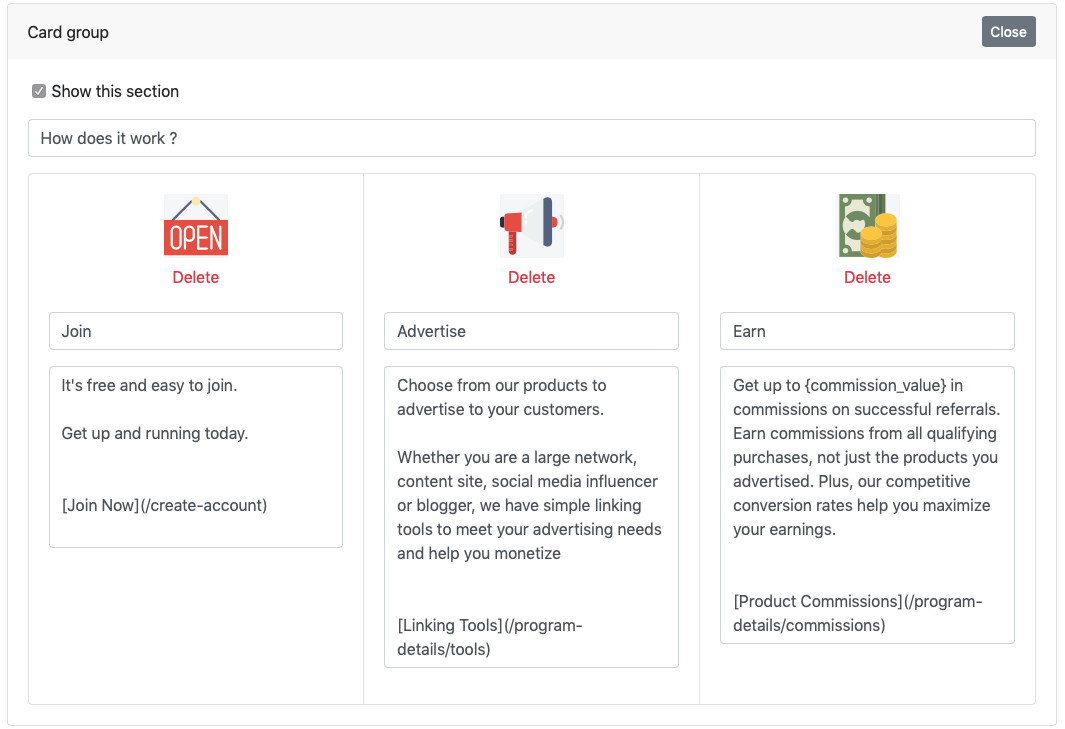 Card group
Close
Show this section
How does it work ?
OPEN
Delete
Join
It's free and easy to join.
Get up and running today.
[Join Now](/create-account)
Delete
Advertise
Choose from our products to
advertise to your customers.
Whether you are a large network,
content site, social media influencer
or blogger, we have simple linking
tools to meet your advertising needs
and help you monetize
[Linking Tools](/program-
details/tools)
Delete
Earn
Get up to {commission_value} in
commissions on successful referrals.
Earn commissions from all qualifying
purchases, not just the products you
advertised. Plus, our competitive
conversion rates help you maximize
your earnings.
[Product Commissions](/program-
details/commissions)